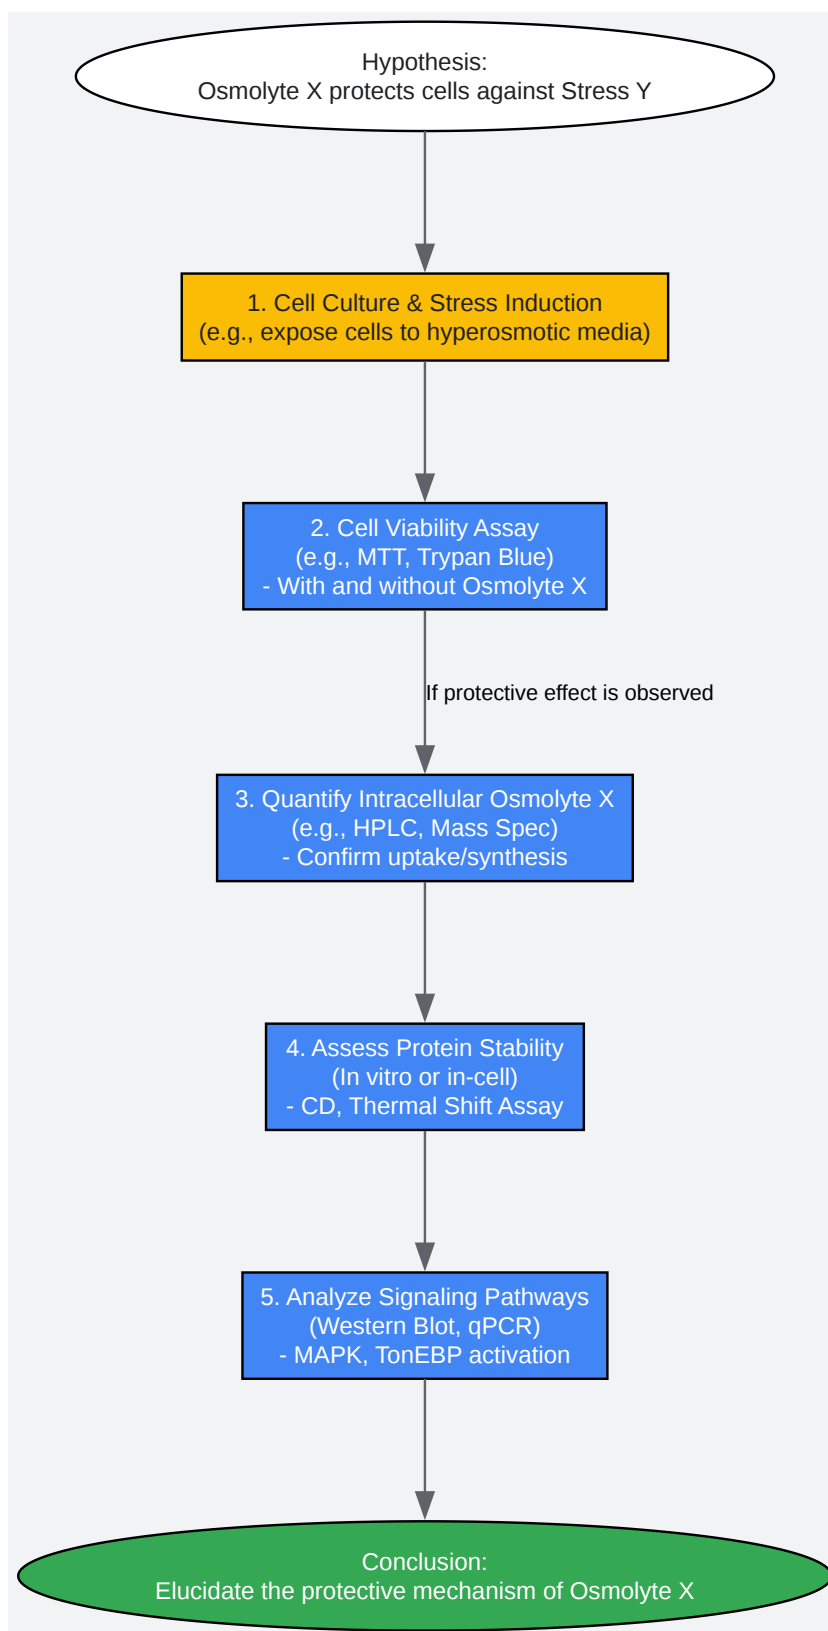 Hypothesis:
Osmolyte X protects cells against Stress Y
1. Cell Culture & Stress Induction
(e.g., expose cells to hyperosmotic media)
2. Cell Viability Assay
(e.g., MTT, Trypan Blue)
- With and without Osmolyte X
If protective effect is observed
3. Quantify Intracellular Osmolyte X
(e.g., HPLC, Mass Spec)
- Confirm uptake/synthesis
4. Assess Protein Stability
(In vitro or in-cell)
- CD, Thermal Shift Assay
5. Analyze Signaling Pathways
(Western Blot, qPCR)
- MAPK, TonEBP activation
Conclusion:
Elucidate the protective mechanism of Osmolyte X